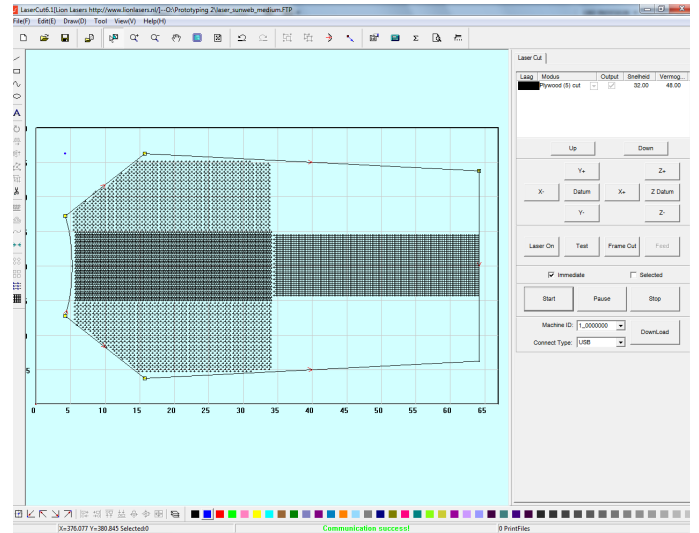 LaserCut6.1[Lion Lasers http://www.lionlasers.nl/]--O:\Prototyping 2\laser_sunweb_medium.FTP
File(F) Edit(E) Draw(D) Tool View(V) Help(H)
Laser Cut
Laag Modus Output Snelheid Vermog...
Plywood (5) cut 32.00 48.00
Up Down
Y+ Z+
X- Datum X+ Z Datum
Y- Z-
Laser On Test Frame Cut Feed
Immediate Selected
Start Pause Stop
Machine ID: 1_0000000
DownLoad
Connect Type: USB
5
0 5 10 15 20 25 30 35 40 45 50 55 60 65
X=376.077 Y=380.845 Selected:0 Communication success! 0 PrintFiles